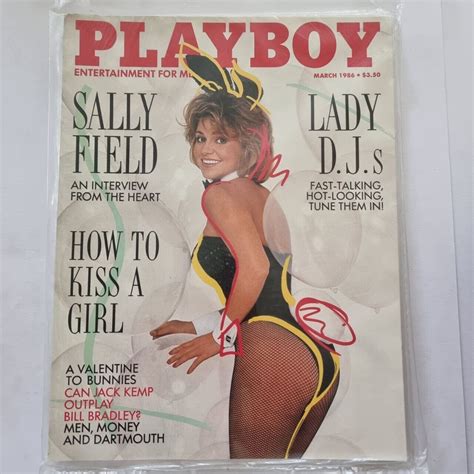 PLAYBOY
ENTERTAINMENT FOR ME
MARCH 1986 • $3.50
SALLY
FIELD
AN INTERVIEW
FROM THE HEART
LADY
D.J.s
FAST-TALKING,
HOT-LOOKING,
TUNE THEM IN!
HOW TO
KISS A
GIRL
A VALENTINE
TO BUNNIES
CAN JACK KEMP
OUTPLAY
BILL BRADLEY?
MEN, MONEY
AND DARTMOUTH